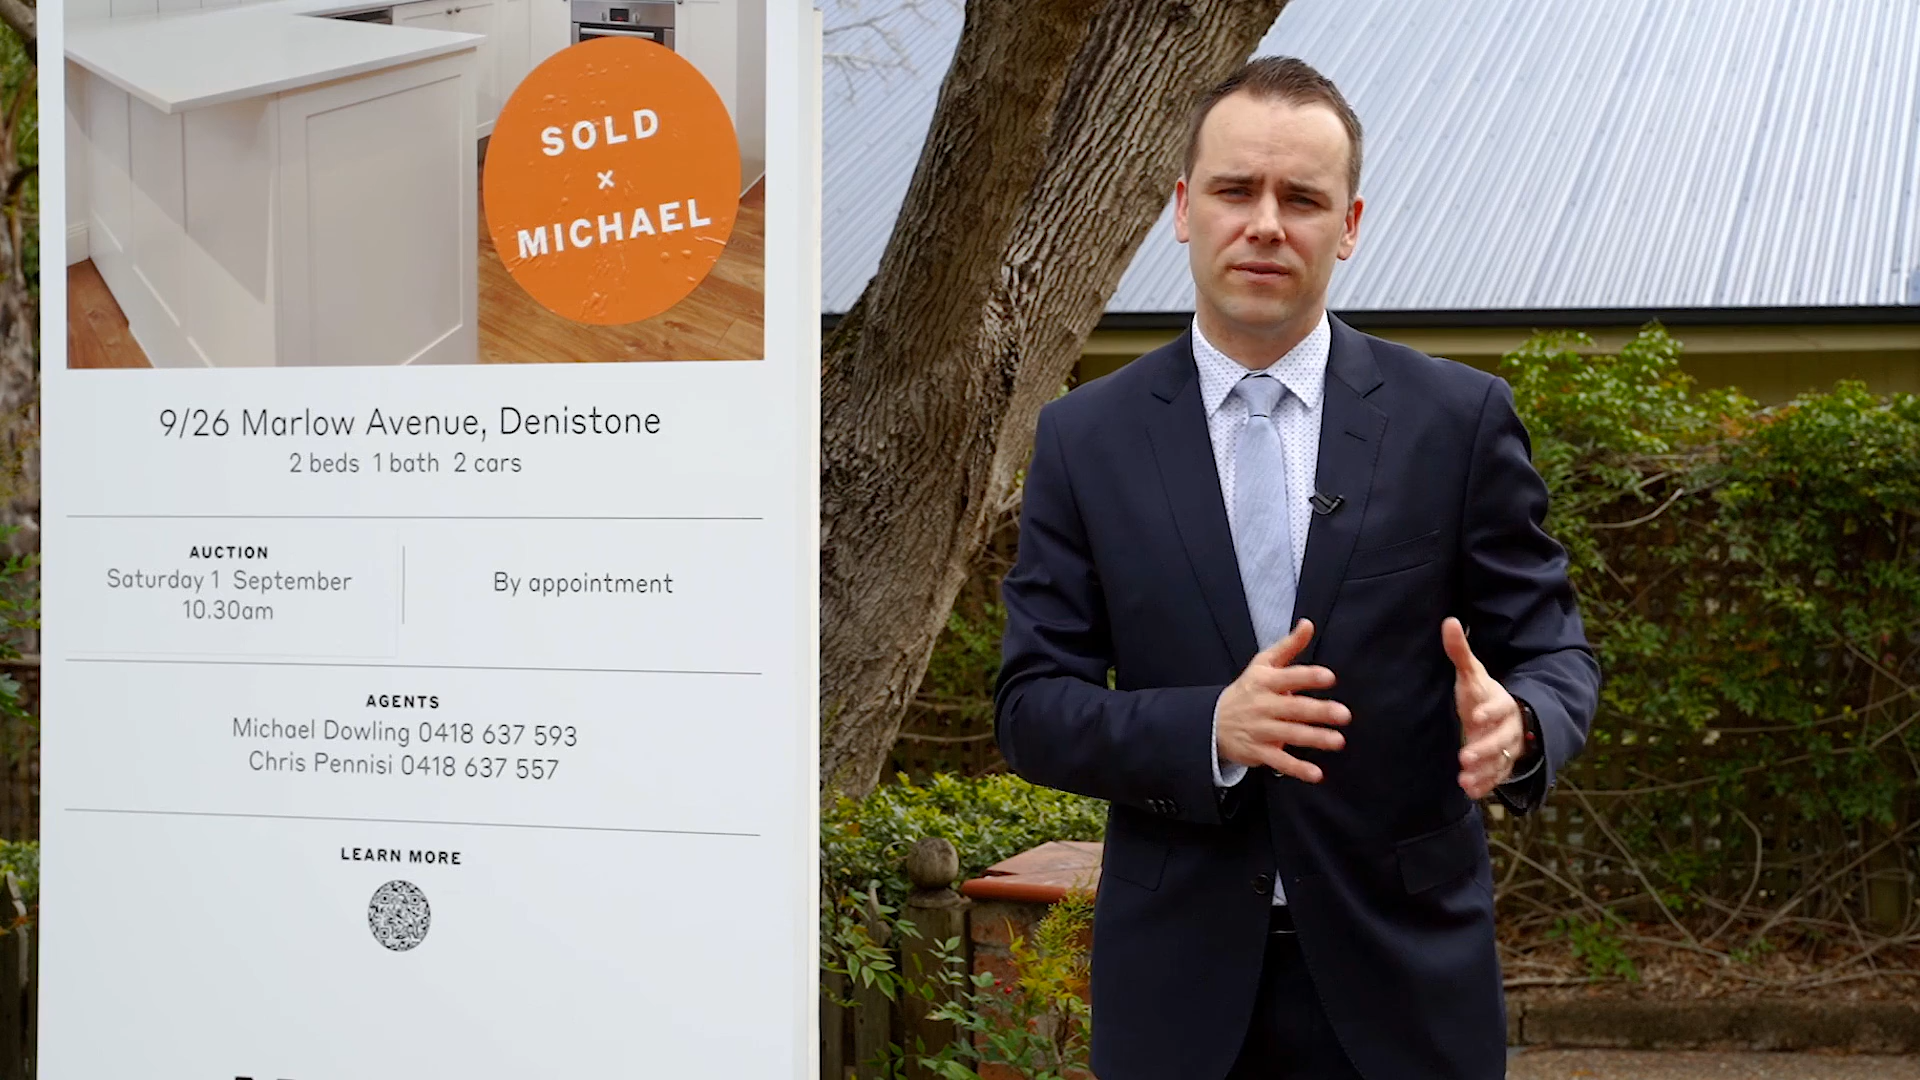 SOLD
×
MICHAEL
9/26 Marlow Avenue, Denistone
2 beds 1 bath 2 cars
AUCTION
Saturday 1 September
10.30am
By appointment
AGENTS
Michael Dowling 0418 637 593
Chris Pennisi 0418 637 557
LEARN MORE